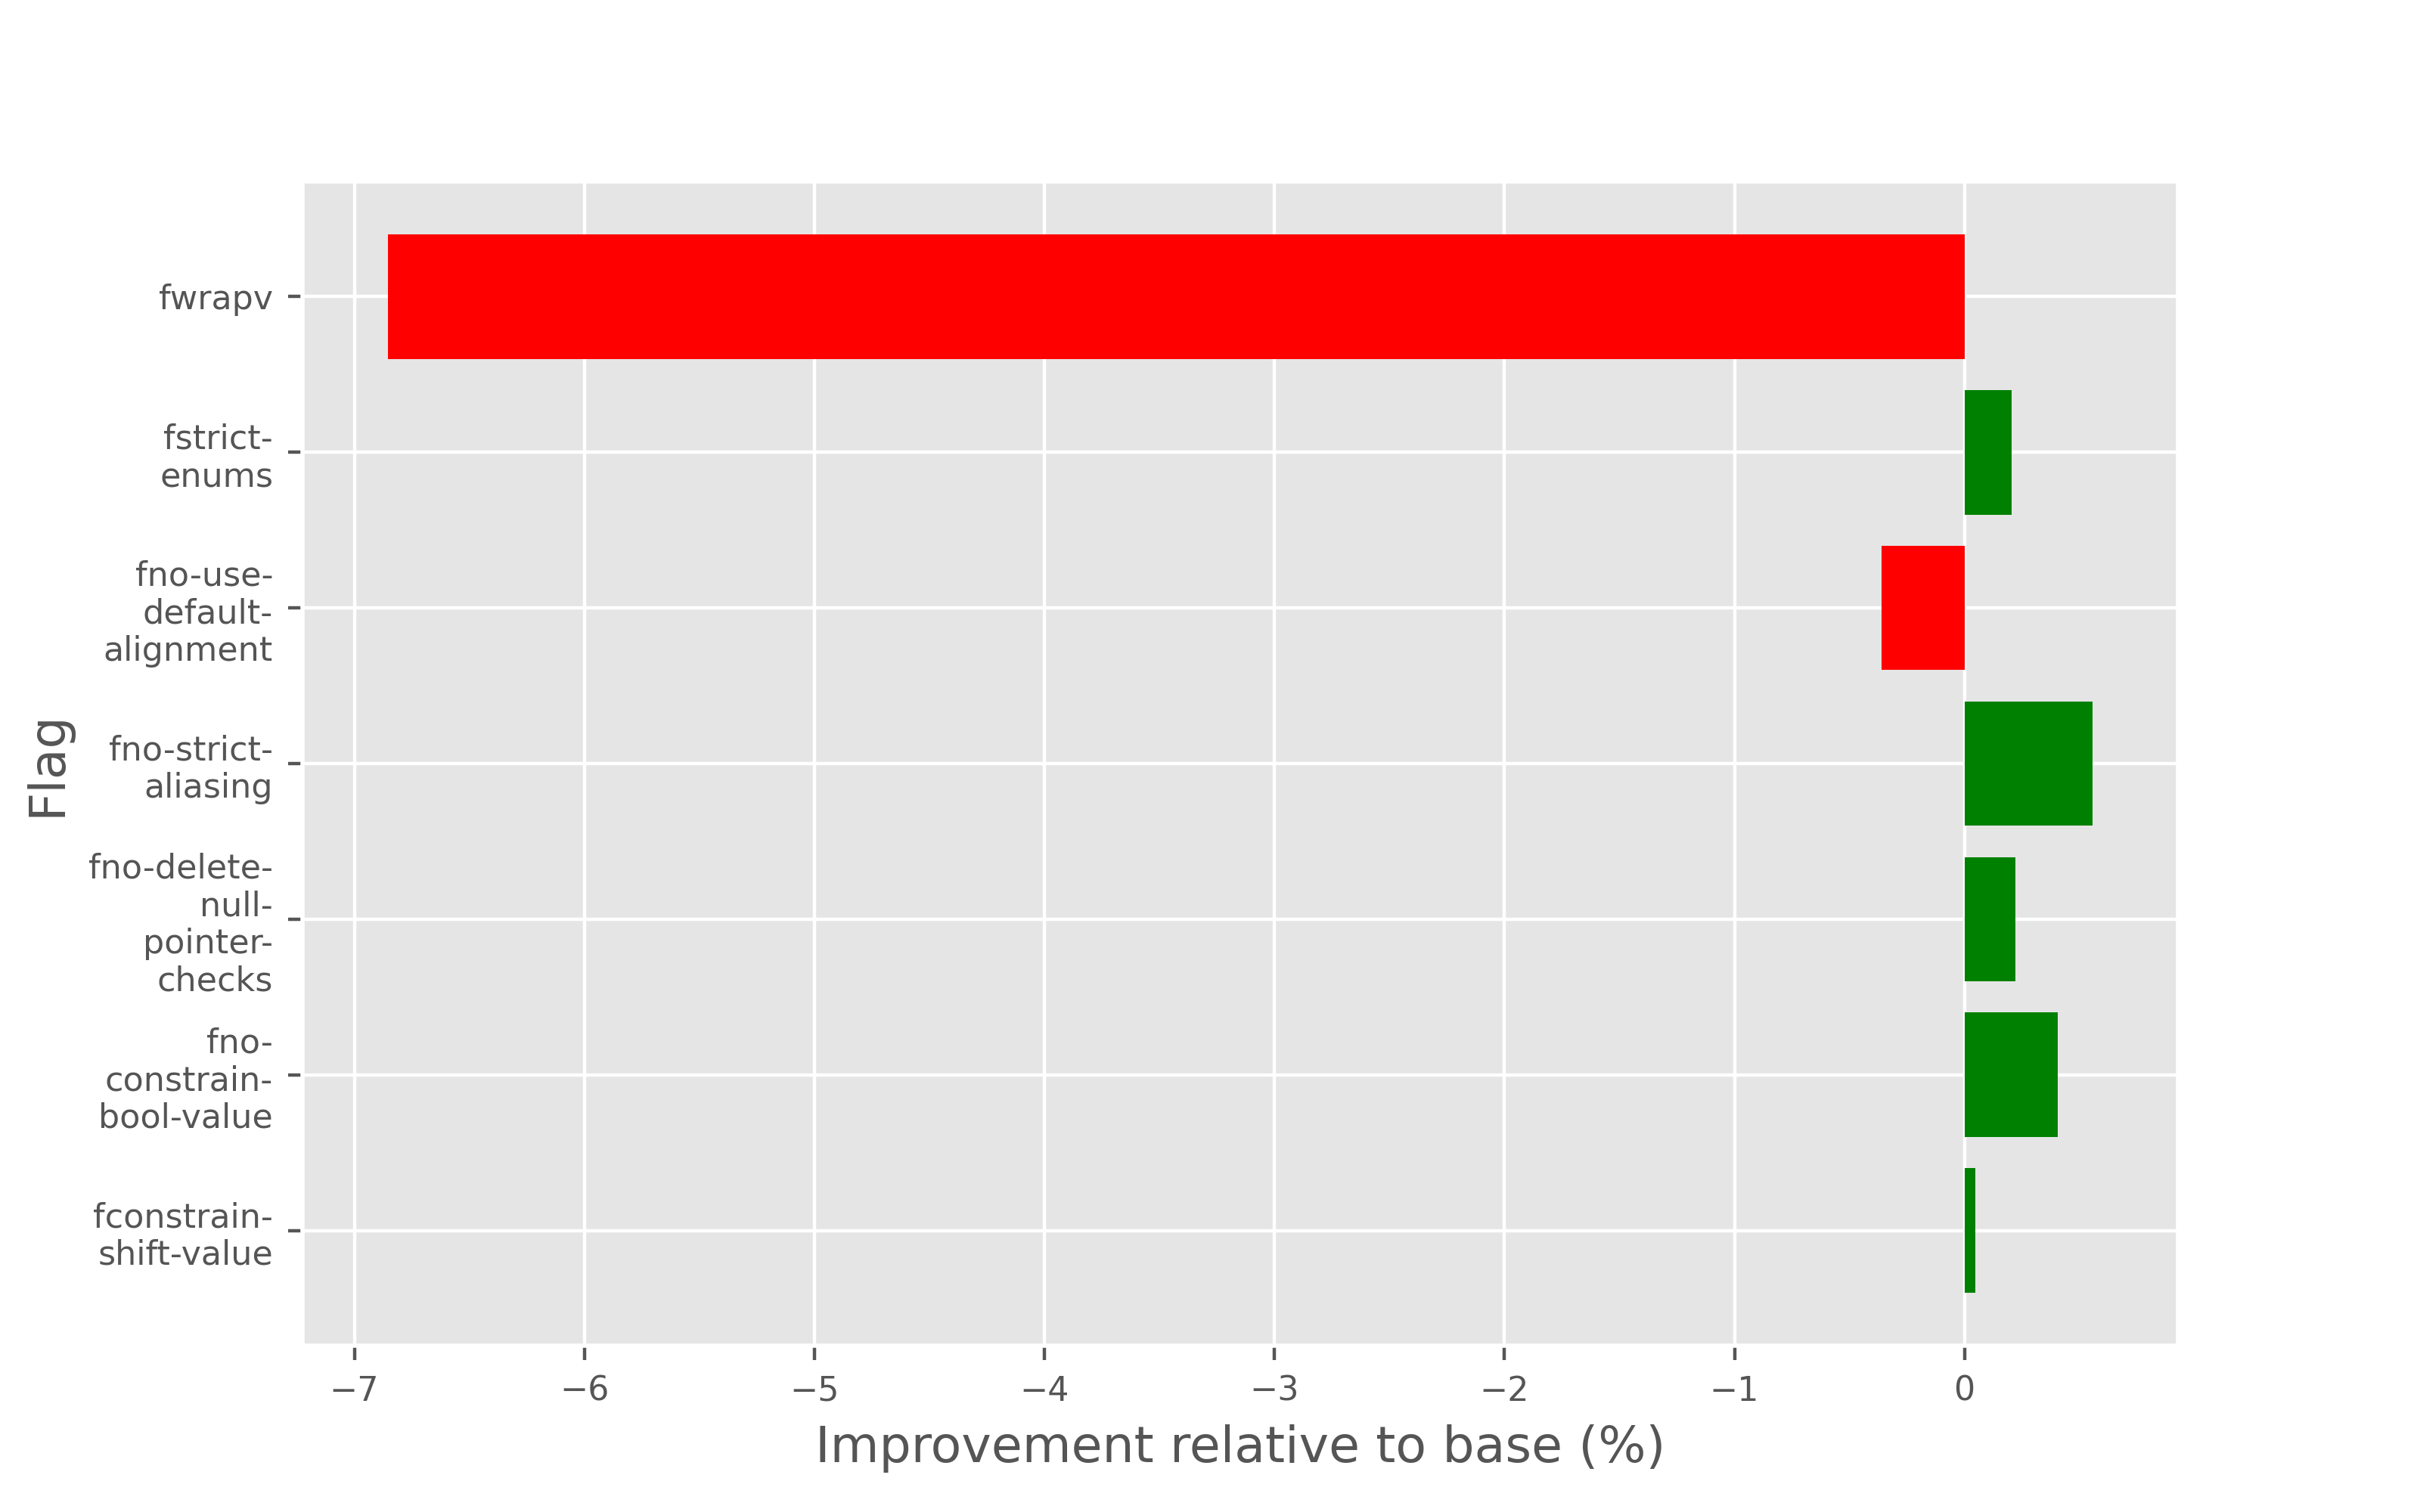 fwrapv
fstrict-
enums
fno-use-
default-
alignment
fno-strict-
aliasing
fno-delete-
null-
pointer-
checks
fno-
constrain-
bool-value
fconstrain-
shift-value
Flag
−7 −6 −5 −4 −3 −2 −1 0
Improvement relative to base (%)